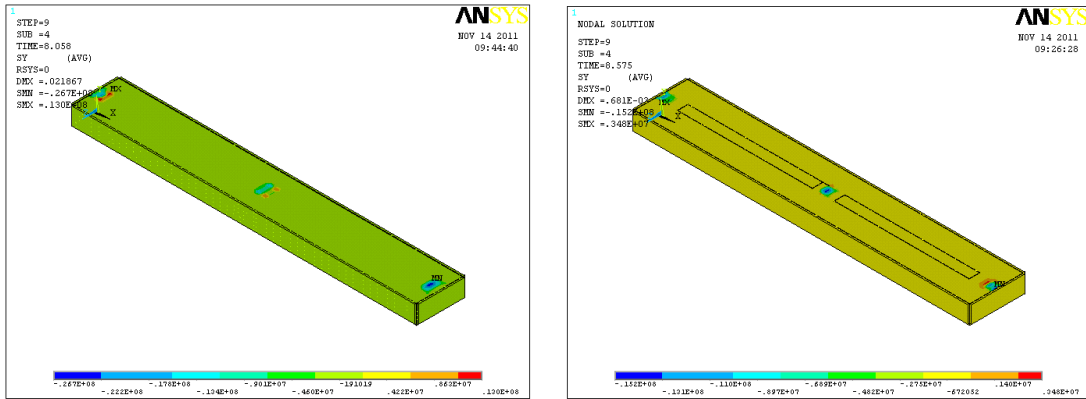 1
ANSYS
NOV 14 2011
09:44:40
STEP=9
SUB =4
TIME=8.058
SY (AVG)
RSYS=0
DMX =.021867
SMN =-.267E+08
SMX =.130E+08
MX
X
MN
-.267E+08 -.178E+08 -.901E+07 -191019 .863E+07
-.222E+08 -.134E+08 -.460E+07 .422E+07 .130E+08
1
ANSYS
NOV 14 2011
09:26:28
NODAL SOLUTION
STEP=9
SUB =4
TIME=8.575
SY (AVG)
RSYS=0
DMX =.681E-03
SMN =-.152E+08
SMX =.348E+07
MX
X
MN
-.152E+08 -.110E+08 -.689E+07 -.275E+07 .140E+07
-.131E+08 -.897E+07 -.482E+07 -672052 .348E+07